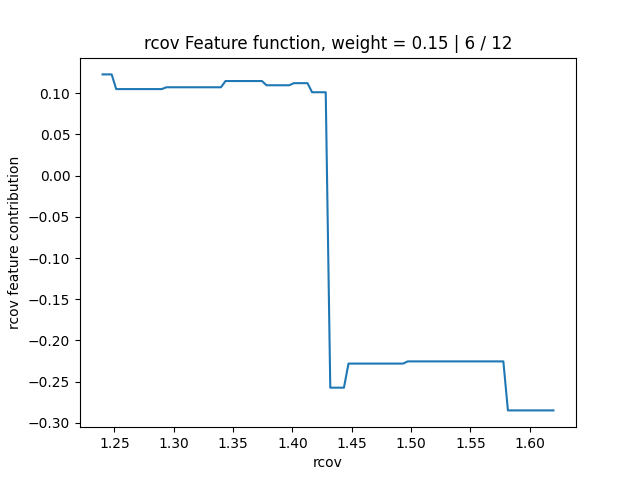 rcov Feature function, weight = 0.15 | 6 / 12
rcov feature contribution
0.10
0.05
0.00
−0.05
−0.10
−0.15
−0.20
−0.25
−0.30
1.25 1.30 1.35 1.40 1.45 1.50 1.55 1.60
rcov